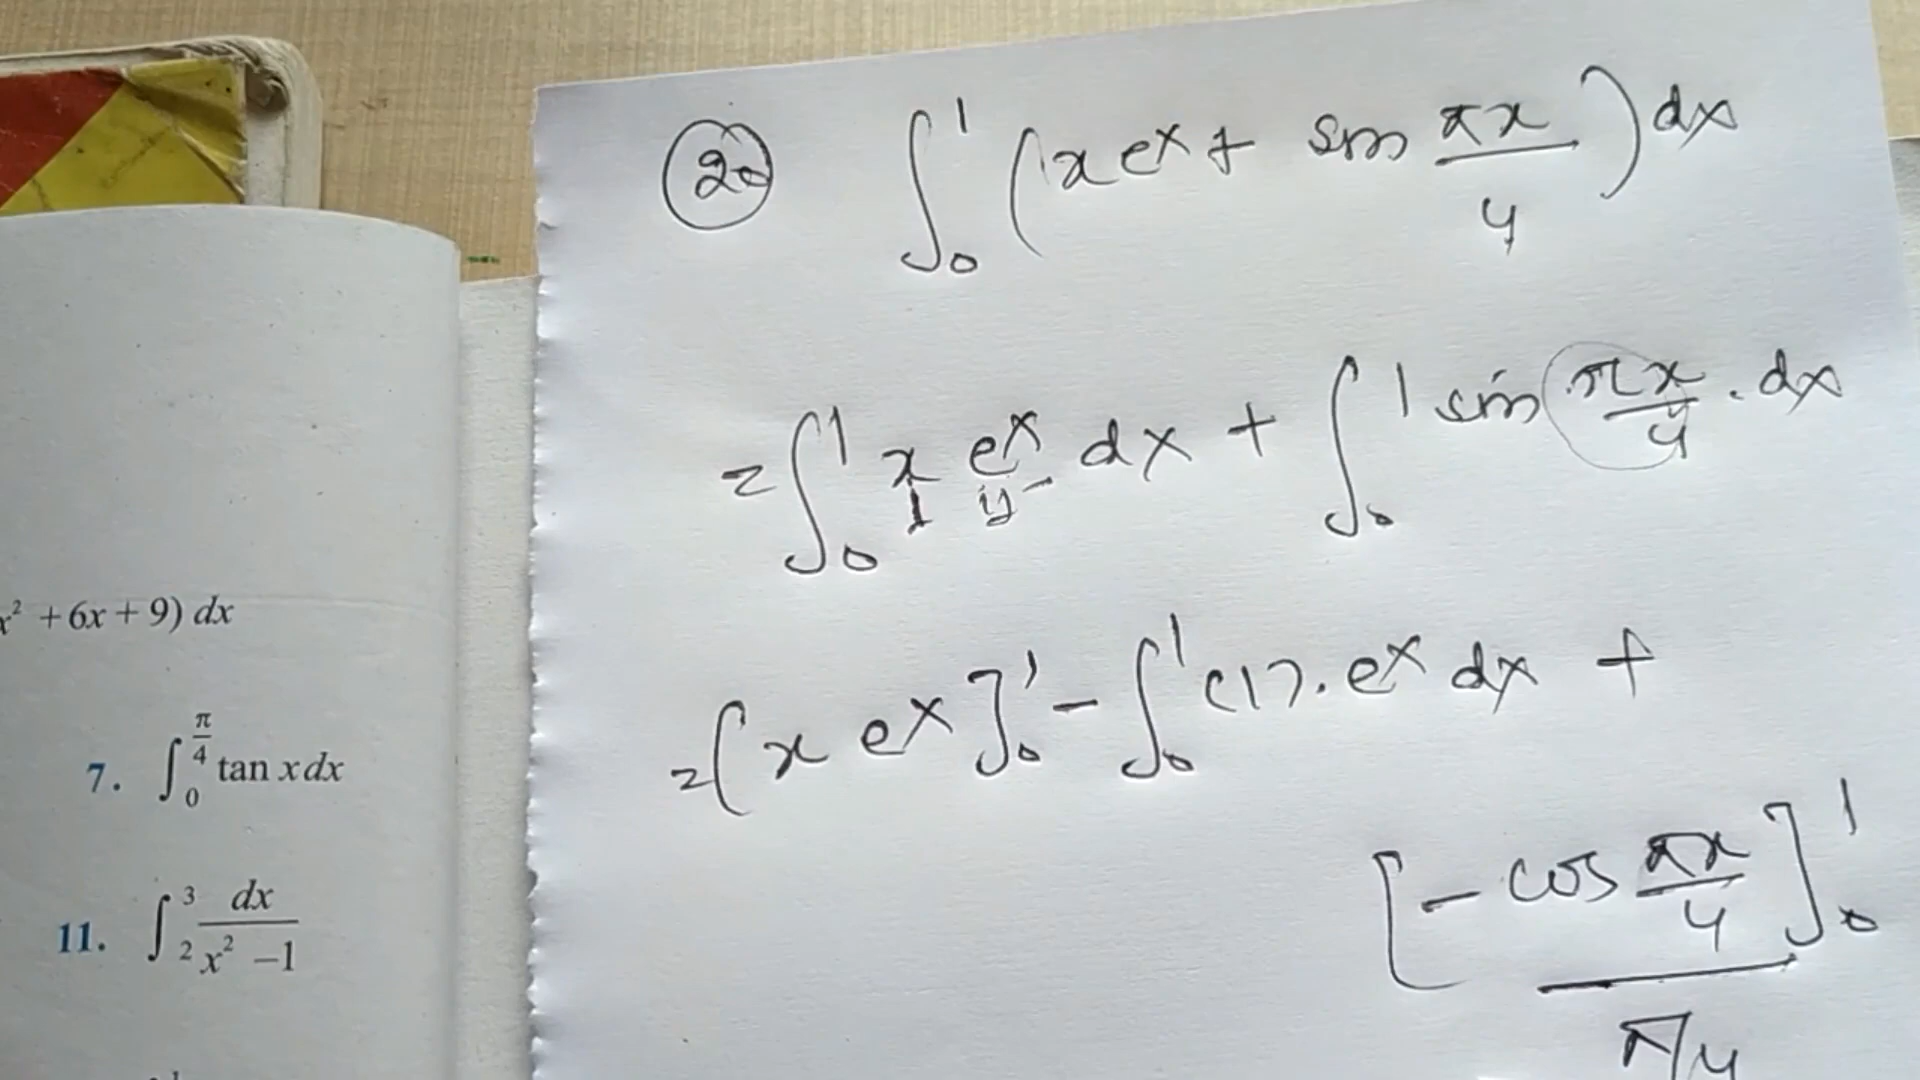 20 ∫₀¹ (x eˣ + sin πx/4) dx
= ∫₀¹ x eˣ dx + ∫₀¹ sin πx/4 . dx
I II
= [x eˣ]₀¹ - ∫₀¹ (1). eˣ dx +
[- cos πx/4]₀¹
π/4
x² + 6x + 9) dx
7. ∫₀^(π/4) tan x dx
11. ∫₂³ dx/(x² – 1)